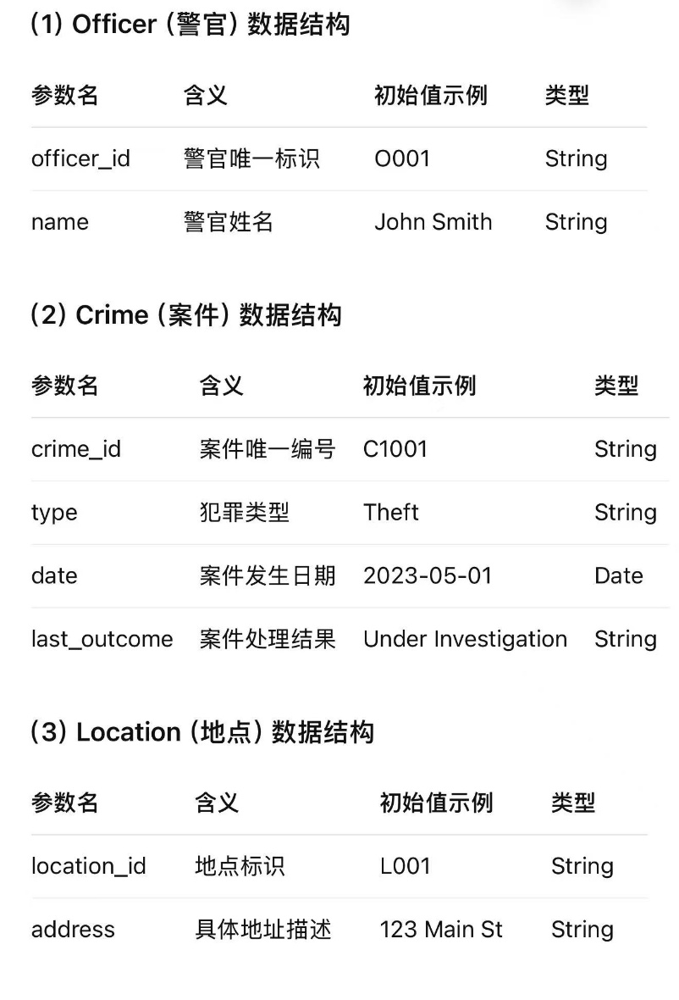 （1）Officer（警官）数据结构
参数名 含义 初始值示例 类型
officer_id 警官唯一标识 O001 String
name 警官姓名 John Smith String
（2）Crime（案件）数据结构
参数名 含义 初始值示例 类型
crime_id 案件唯一编号 C1001 String
type 犯罪类型 Theft String
date 案件发生日期 2023-05-01 Date
last_outcome 案件处理结果 Under Investigation String
（3）Location（地点）数据结构
参数名 含义 初始值示例 类型
location_id 地点标识 L001 String
address 具体地址描述 123 Main St String